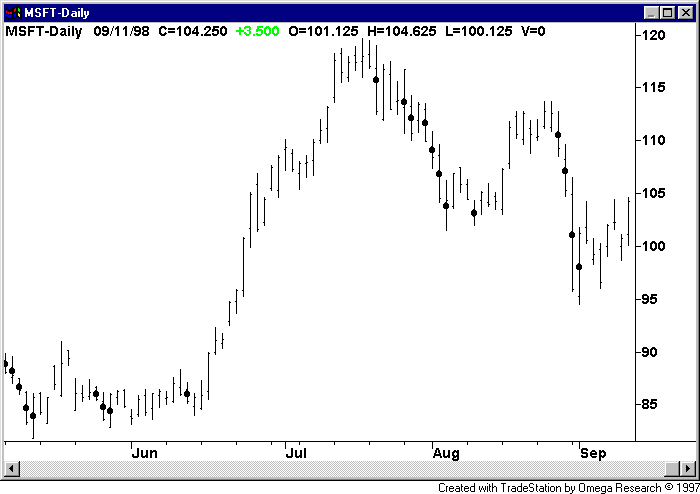 MSFT-Daily
MSFT-Daily 09/11/98 C=104.250 +3.500 O=101.125 H=104.625 L=100.125 V=0
120
115
110
105
100
95
90
85
Jun Jul Aug Sep
Created with TradeStation by Omega Research © 1997